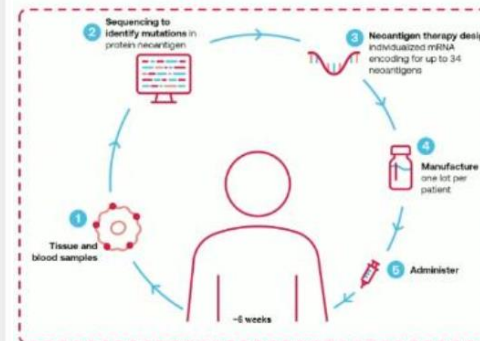 1
Tissue and
blood samples
2
Sequencing to
identify mutations in
protein neoantigen
3
Neoantigen therapy desig
individualized mRNA
encoding for up to 34
neoantigens
4
Manufacture
one lot per
patient
5
Administer
~6 weeks